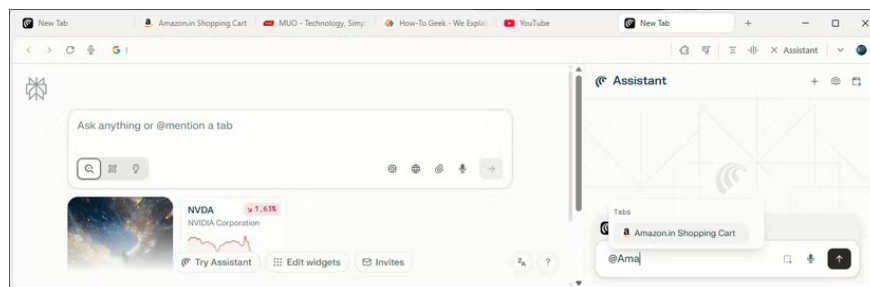 New Tab
Amazon.in Shopping Cart
MUO - Technology, Simp
How-To Geek - We Explai
YouTube
New Tab
Assistant
Assistant
Ask anything or @mention a tab
NVDA
1,63%
NVIDIA Corporation
Try Assistant
Edit widgets
Invites
Tabs
Amazon.in Shopping Cart
@Ama